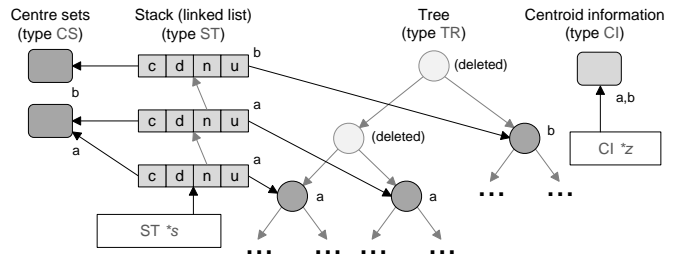 Centre sets
(type CS)
Stack (linked list)
(type ST)
Tree
(type TR)
Centroid information
(type CI)
b
c d n u
(deleted)
b
a
a,b
c d n u
b
(deleted)
CI *z
a
a
c d n u
... ...
a
a
ST *s
... ... ... ...